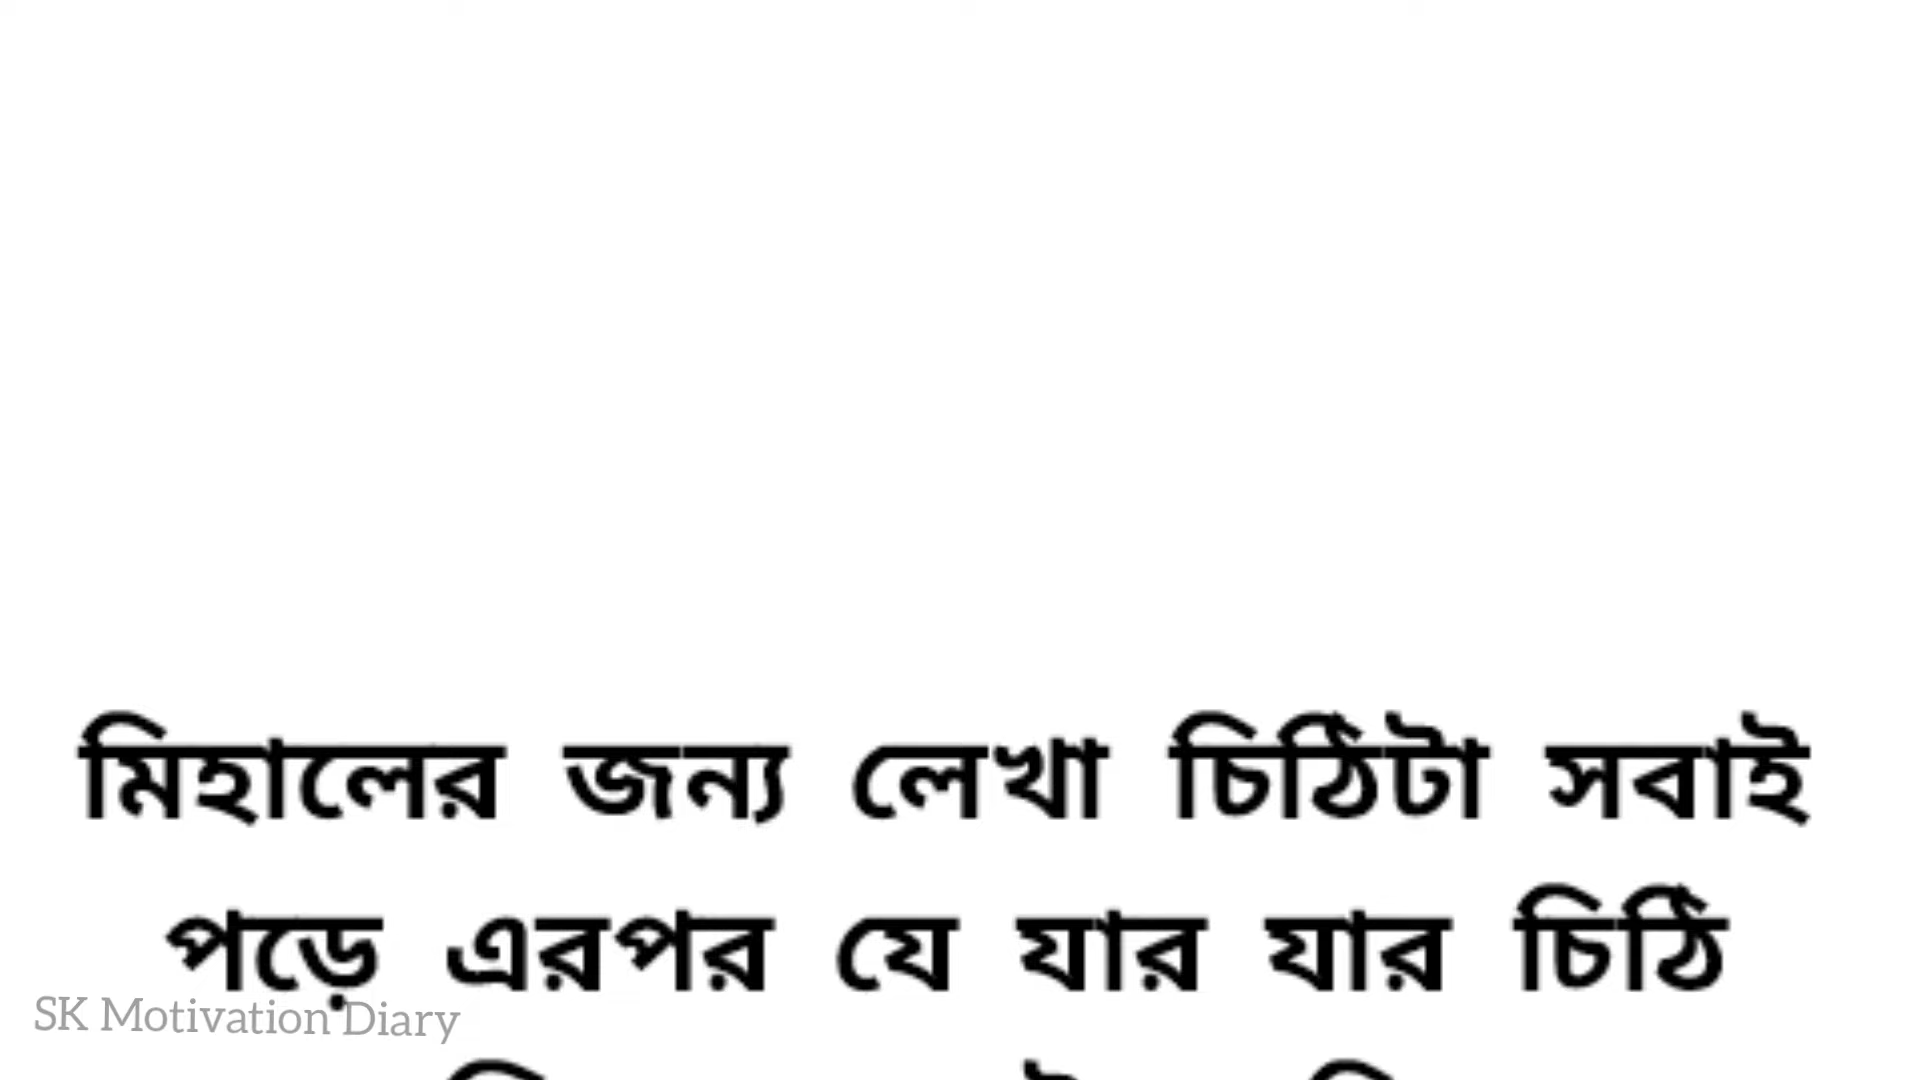 মিহালের জন্য লেখা চিঠিটা সবাই
পড়ে এরপর যে যার যার চিঠি
SK Motivation Diary